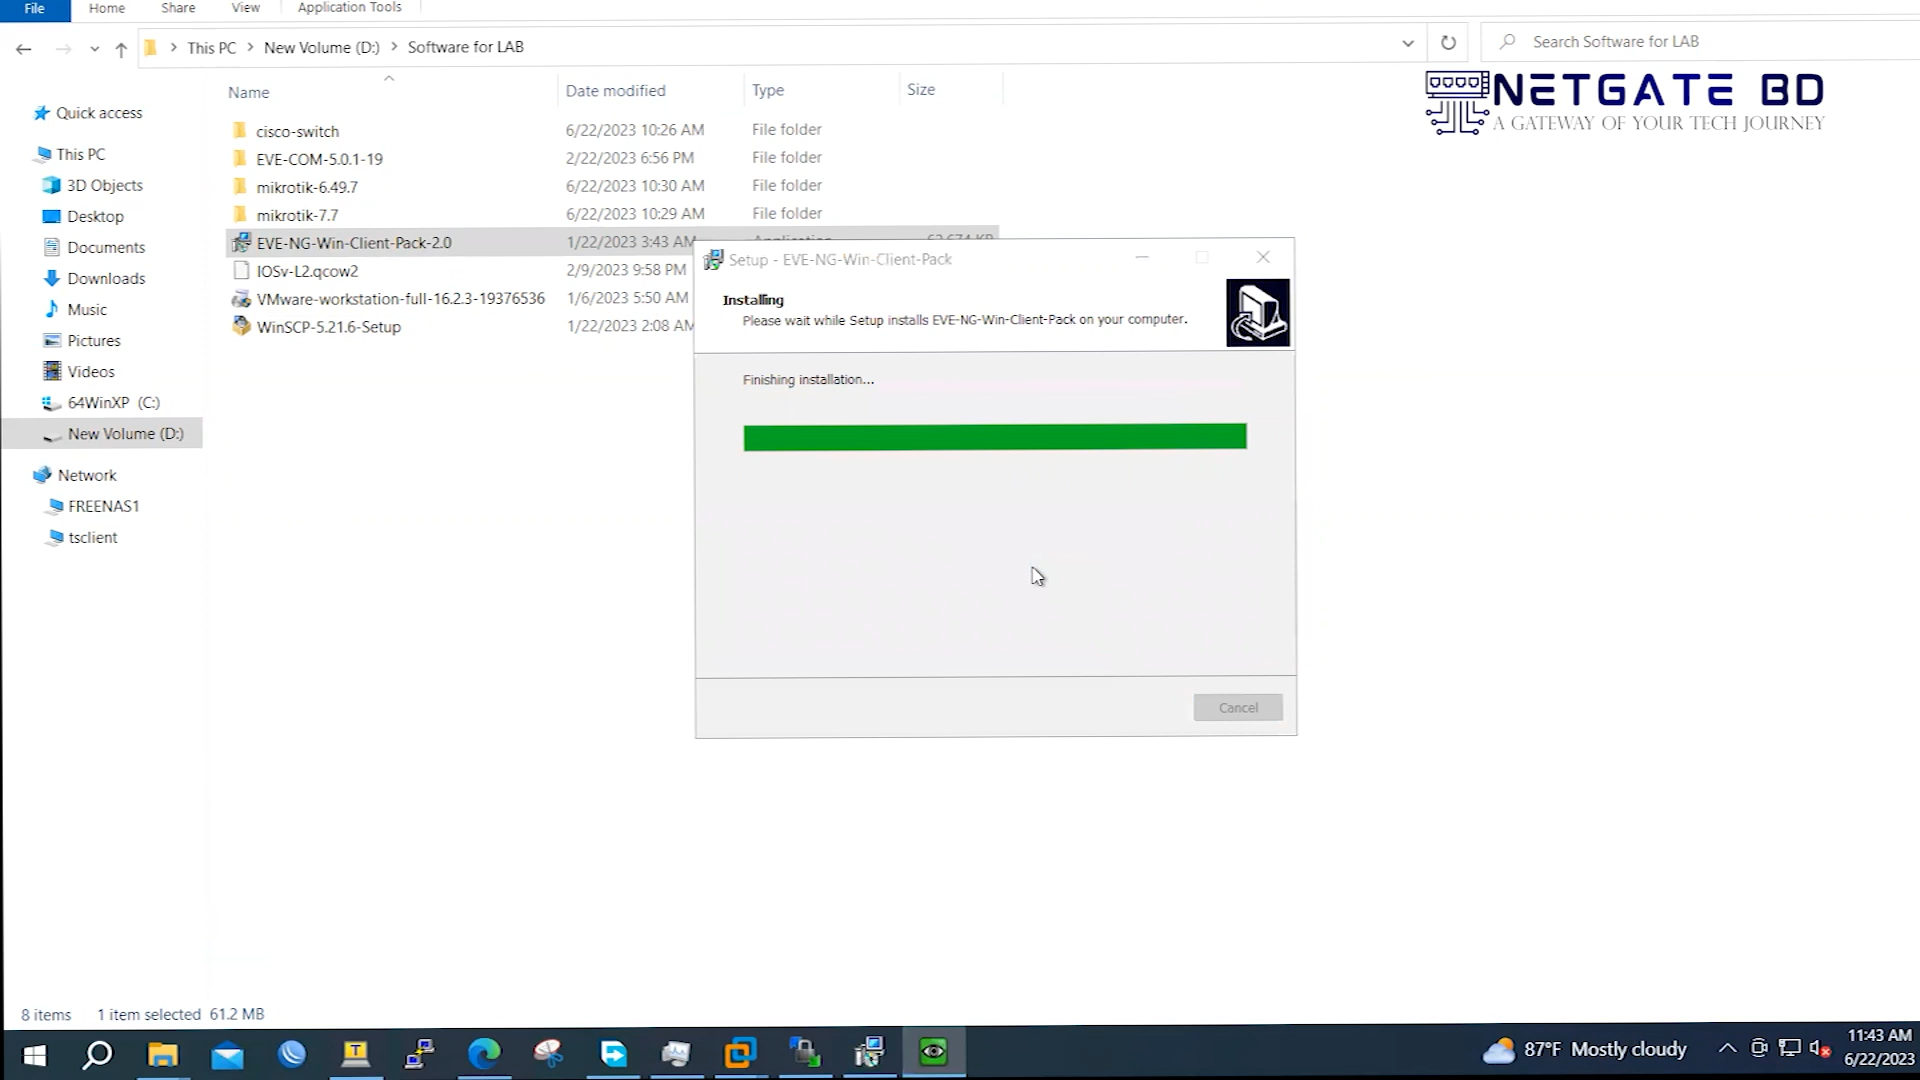 File Home Share View Application Tools
This PC New Volume (D:) Software for LAB
Search Software for LAB
NETGATE BD
A GATEWAY OF YOUR TECH JOURNEY
Name Date modified Type Size
Quick access
This PC
3D Objects
Desktop
Documents
Downloads
Music
Pictures
Videos
64WinXP (C:)
New Volume (D:)
Network
FREENAS1
tsclient
cisco-switch 6/22/2023 10:26 AM File folder
EVE-COM-5.0.1-19 2/22/2023 6:56 PM File folder
mikrotik-6.49.7 6/22/2023 10:30 AM File folder
mikrotik-7.7 6/22/2023 10:29 AM File folder
EVE-NG-Win-Client-Pack-2.0 1/22/2023 3:43 AM Application 62,674 KB
IOSv-L2.qcow2 2/9/2023 9:58 PM
VMware-workstation-full-16.2.3-19376536 1/6/2023 5:50 AM
WinSCP-5.21.6-Setup 1/22/2023 2:08 AM
Setup - EVE-NG-Win-Client-Pack
Installing
Please wait while Setup installs EVE-NG-Win-Client-Pack on your computer.
Finishing installation...
Cancel
8 items 1 item selected 61.2 MB
87°F Mostly cloudy
11:43 AM
6/22/2023